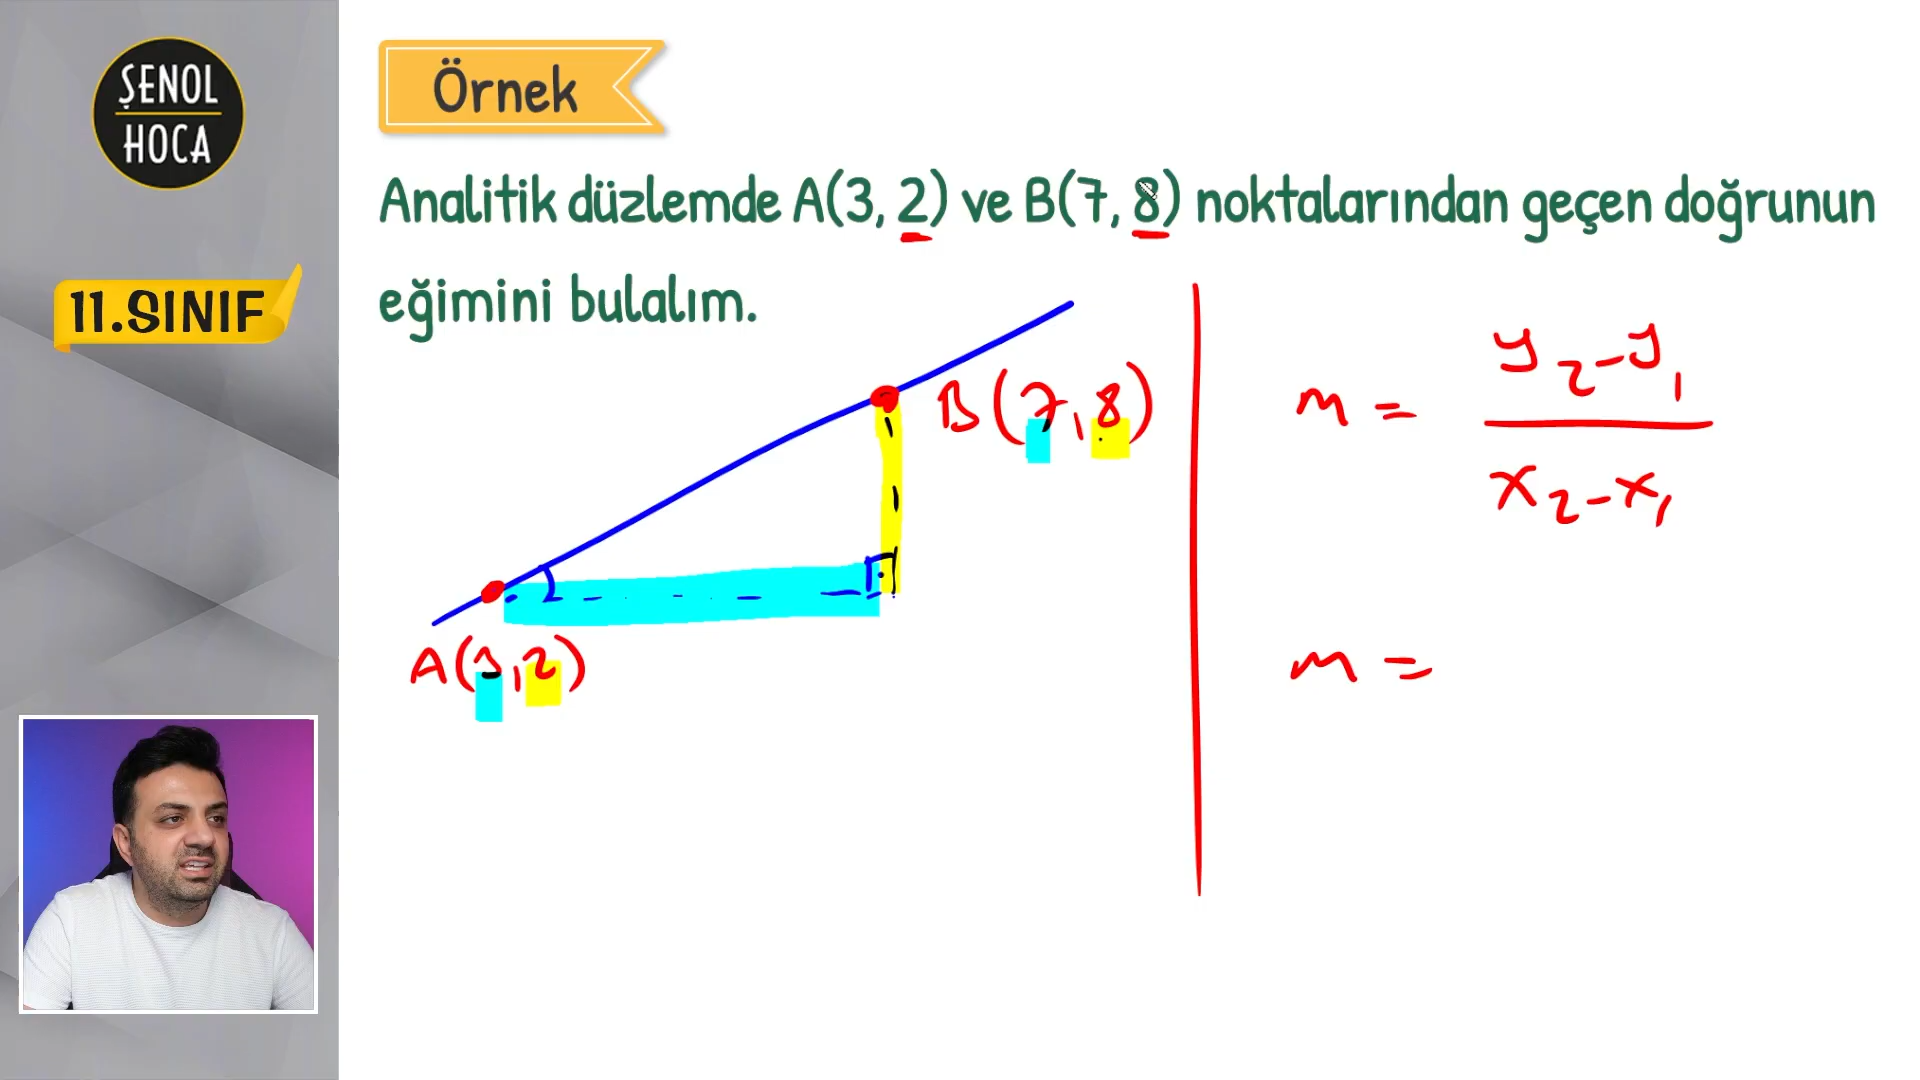 ŞENOL
HOCA
11.SINIF
Örnek
Analitik düzlemde A(3, 2) ve B(7, 8) noktalarından geçen doğrunun
eğimini bulalım.
B(7,8)
A(3,2)
m = y₂-y₁
x₂-x₁
m =